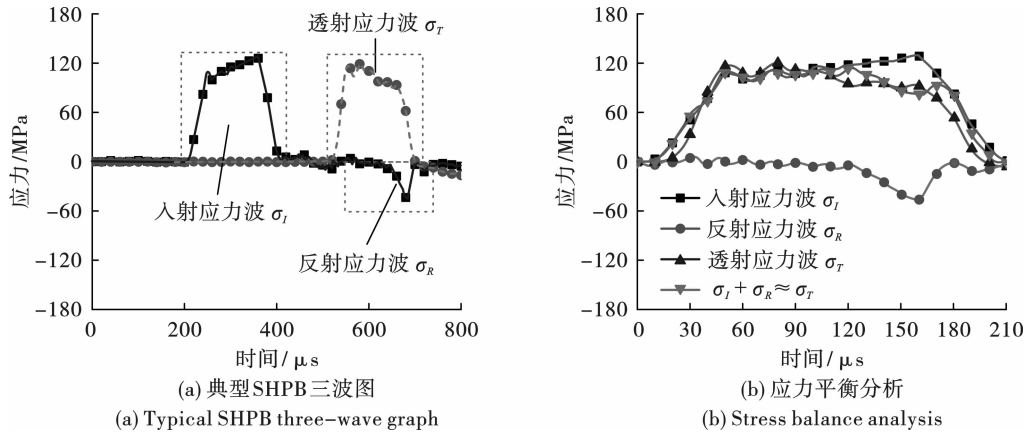 180
120
60
0
−60
−120
−180
应力/MPa
透射应力波 σT
入射应力波 σI
反射应力波 σR
0 200 400 600 800
时间/μs
(a) 典型SHPB三波图
(a) Typical SHPB three−wave graph
180
120
60
0
−60
−120
−180
应力/MPa
入射应力波 σI
反射应力波 σR
透射应力波 σT
σI + σR ≈ σT
0 30 60 90 120 150 180 210
时间/μs
(b) 应力平衡分析
(b) Stress balance analysis